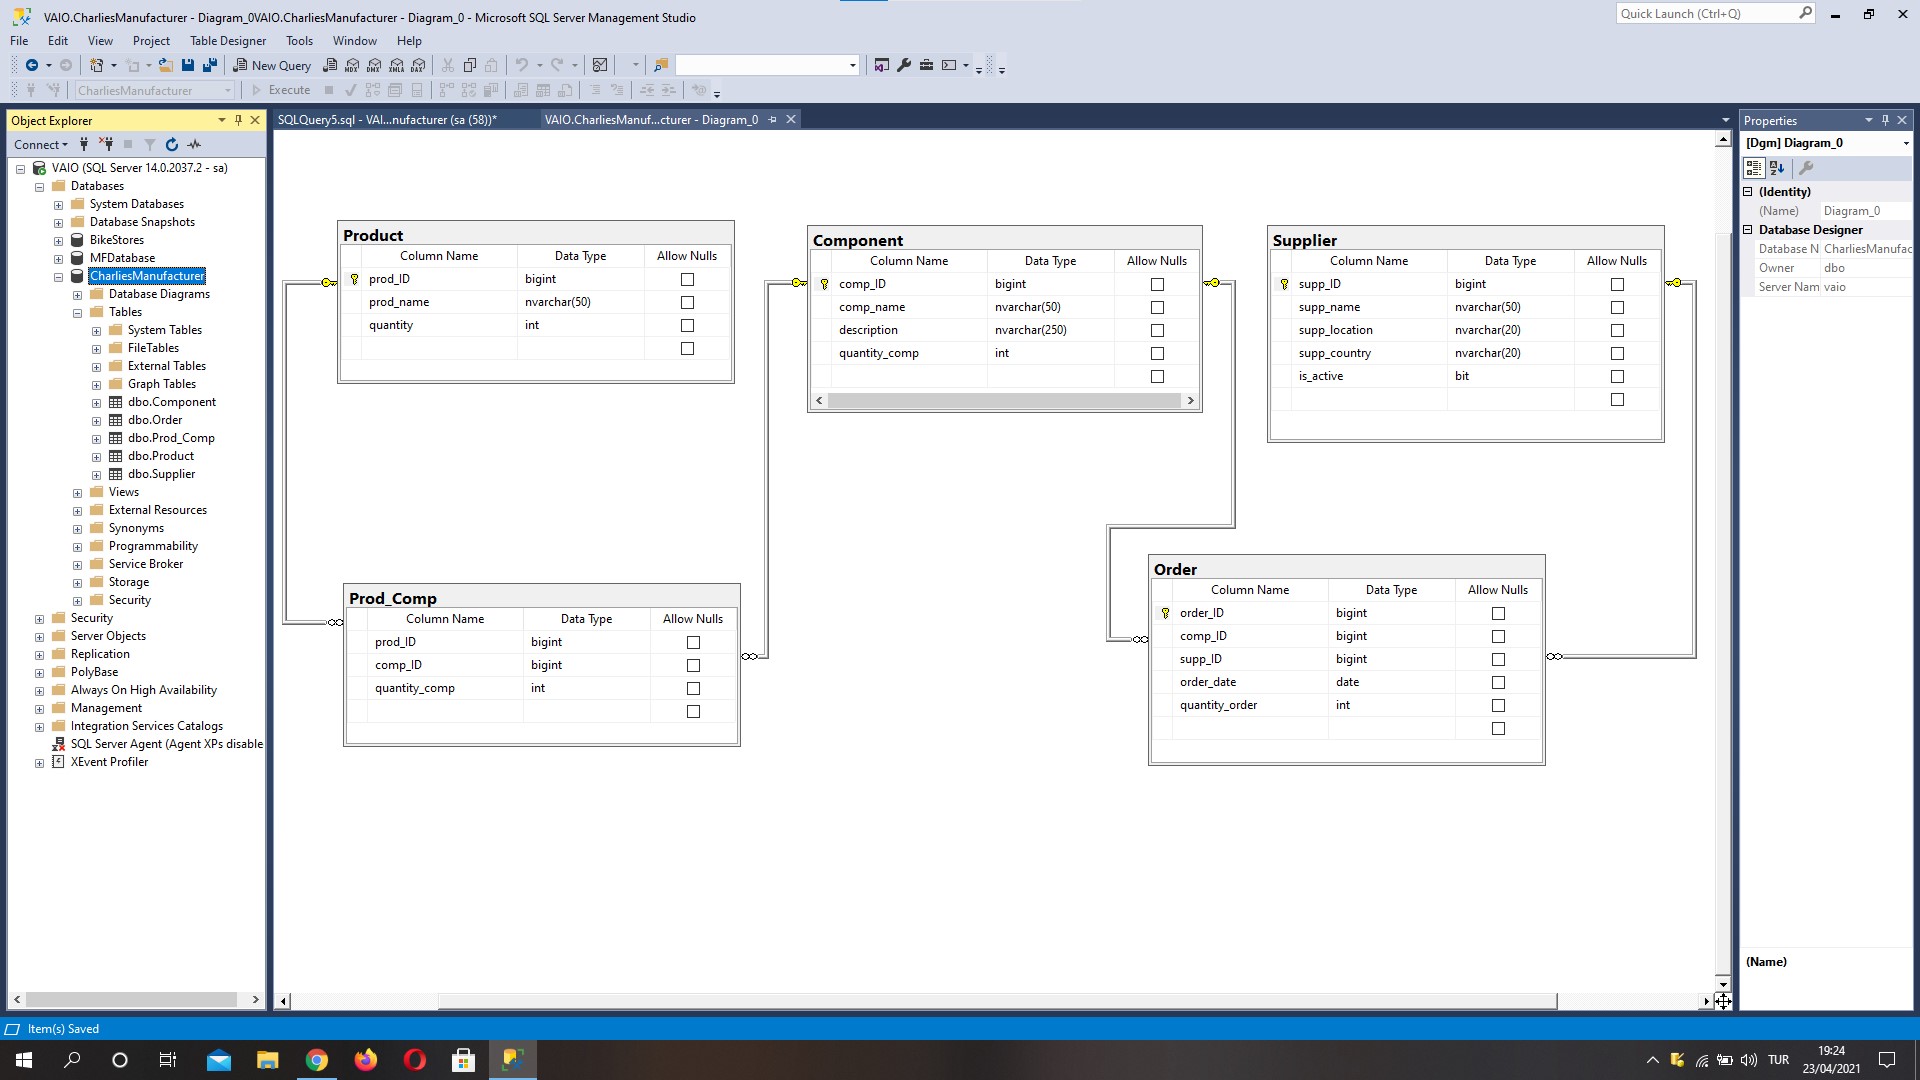 VAIO.CharliesManufacturer - Diagram_0VAIO.CharliesManufacturer - Diagram_0 - Microsoft SQL Server Management Studio
Quick Launch (Ctrl+Q)
File Edit View Project Table Designer Tools Window Help
New Query
MDX DMX XMLA DAX
CharliesManufacturer
Execute
Object Explorer
Connect
VAIO (SQL Server 14.0.2037.2 - sa)
Databases
System Databases
Database Snapshots
BikeStores
MFDatabase
CharliesManufacturer
Database Diagrams
Tables
System Tables
FileTables
External Tables
Graph Tables
dbo.Component
dbo.Order
dbo.Prod_Comp
dbo.Product
dbo.Supplier
Views
External Resources
Synonyms
Programmability
Service Broker
Storage
Security
Security
Server Objects
Replication
PolyBase
Always On High Availability
Management
Integration Services Catalogs
SQL Server Agent (Agent XPs disable
XEvent Profiler
SQLQuery5.sql - VAI...nufacturer (sa (58))*
VAIO.CharliesManuf...cturer - Diagram_0
Product
Column Name Data Type Allow Nulls
prod_ID bigint
prod_name nvarchar(50)
quantity int
Component
Column Name Data Type Allow Nulls
comp_ID bigint
comp_name nvarchar(50)
description nvarchar(250)
quantity_comp int
Supplier
Column Name Data Type Allow Nulls
supp_ID bigint
supp_name nvarchar(50)
supp_location nvarchar(20)
supp_country nvarchar(20)
is_active bit
Prod_Comp
Column Name Data Type Allow Nulls
prod_ID bigint
comp_ID bigint
quantity_comp int
Order
Column Name Data Type Allow Nulls
order_ID bigint
comp_ID bigint
supp_ID bigint
order_date date
quantity_order int
Properties
[Dgm] Diagram_0
(Identity)
(Name) Diagram_0
Database Designer
Database N CharliesManufac
Owner dbo
Server Nam vaio
(Name)
Item(s) Saved
TUR
19:24
23/04/2021